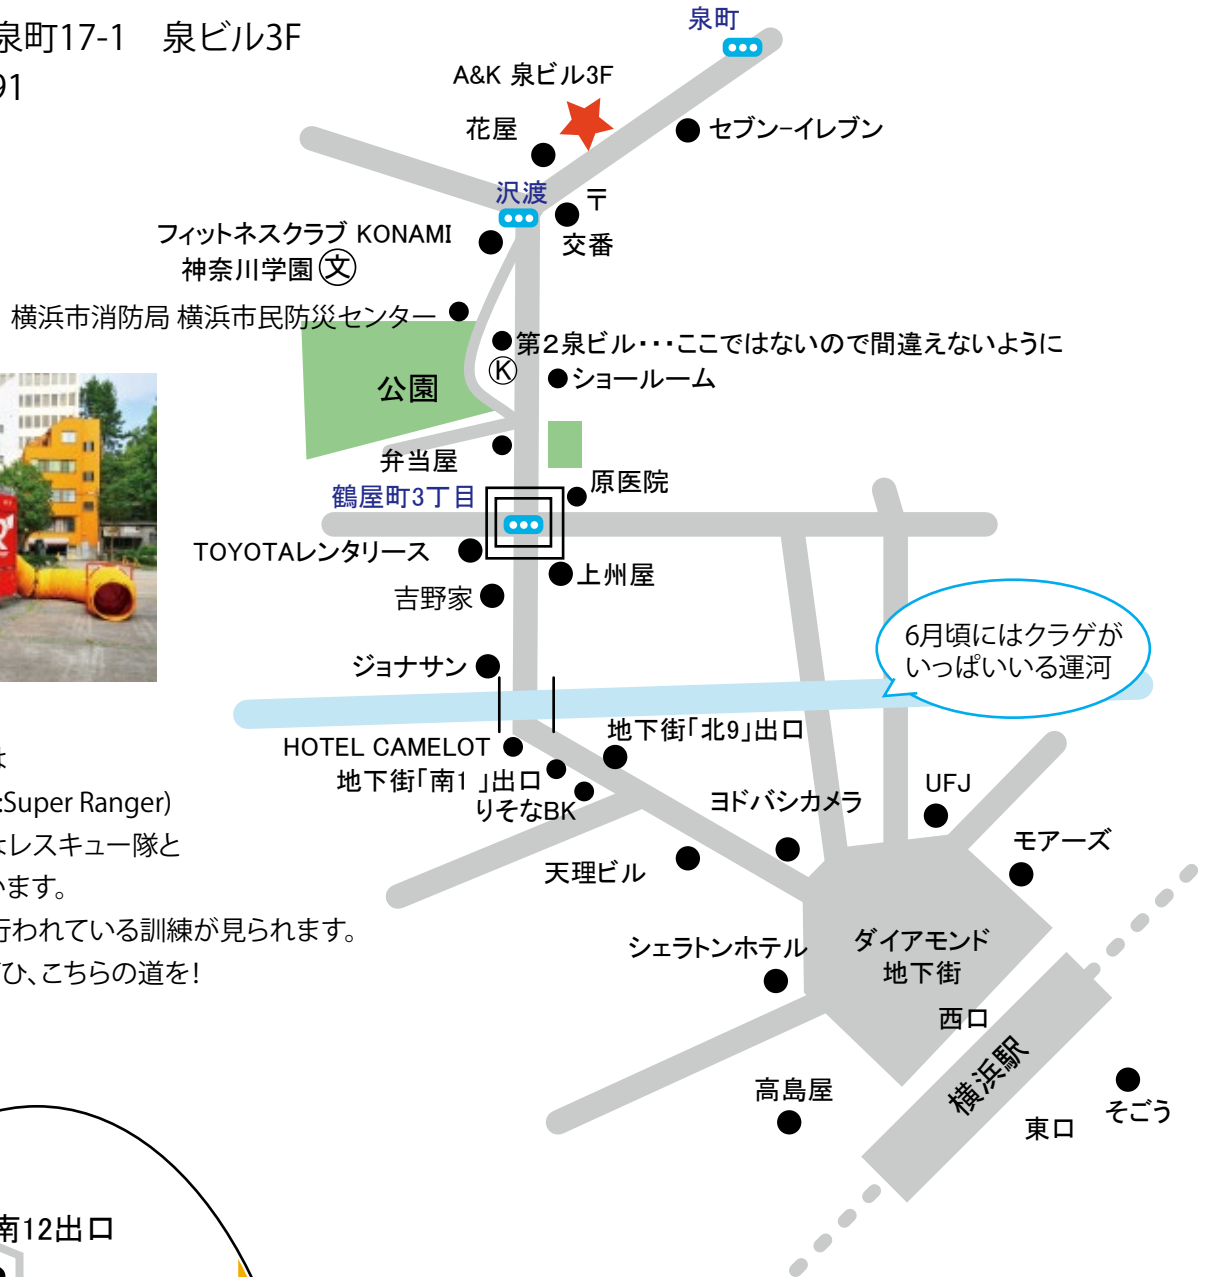 泉町17-1　泉ビル3F
91
泉町
A&K 泉ビル3F
花屋
セブン-イレブン
沢渡
〒
交番
フィットネスクラブ KONAMI
神奈川学園 文
横浜市消防局 横浜市民防災センター
第2泉ビル・・・ここではないので間違えないように
K
ショールーム
公園
弁当屋
原医院
鶴屋町3丁目
TOYOTAレンタリース
上州屋
吉野家
6月頃にはクラゲが
いっぱいいる運河
ジョナサン
HOTEL CAMELOT
地下街「北9」出口
地下街「南1 」出口
りそなBK
ヨドバシカメラ
UFJ
モアーズ
天理ビル
は
:Super Ranger)
はレスキュー隊と
います。
行われている訓練が見られます。
ぜひ、こちらの道を!
シェラトンホテル
ダイアモンド
地下街
西口
横浜駅
高島屋
東口
そごう
南12出口